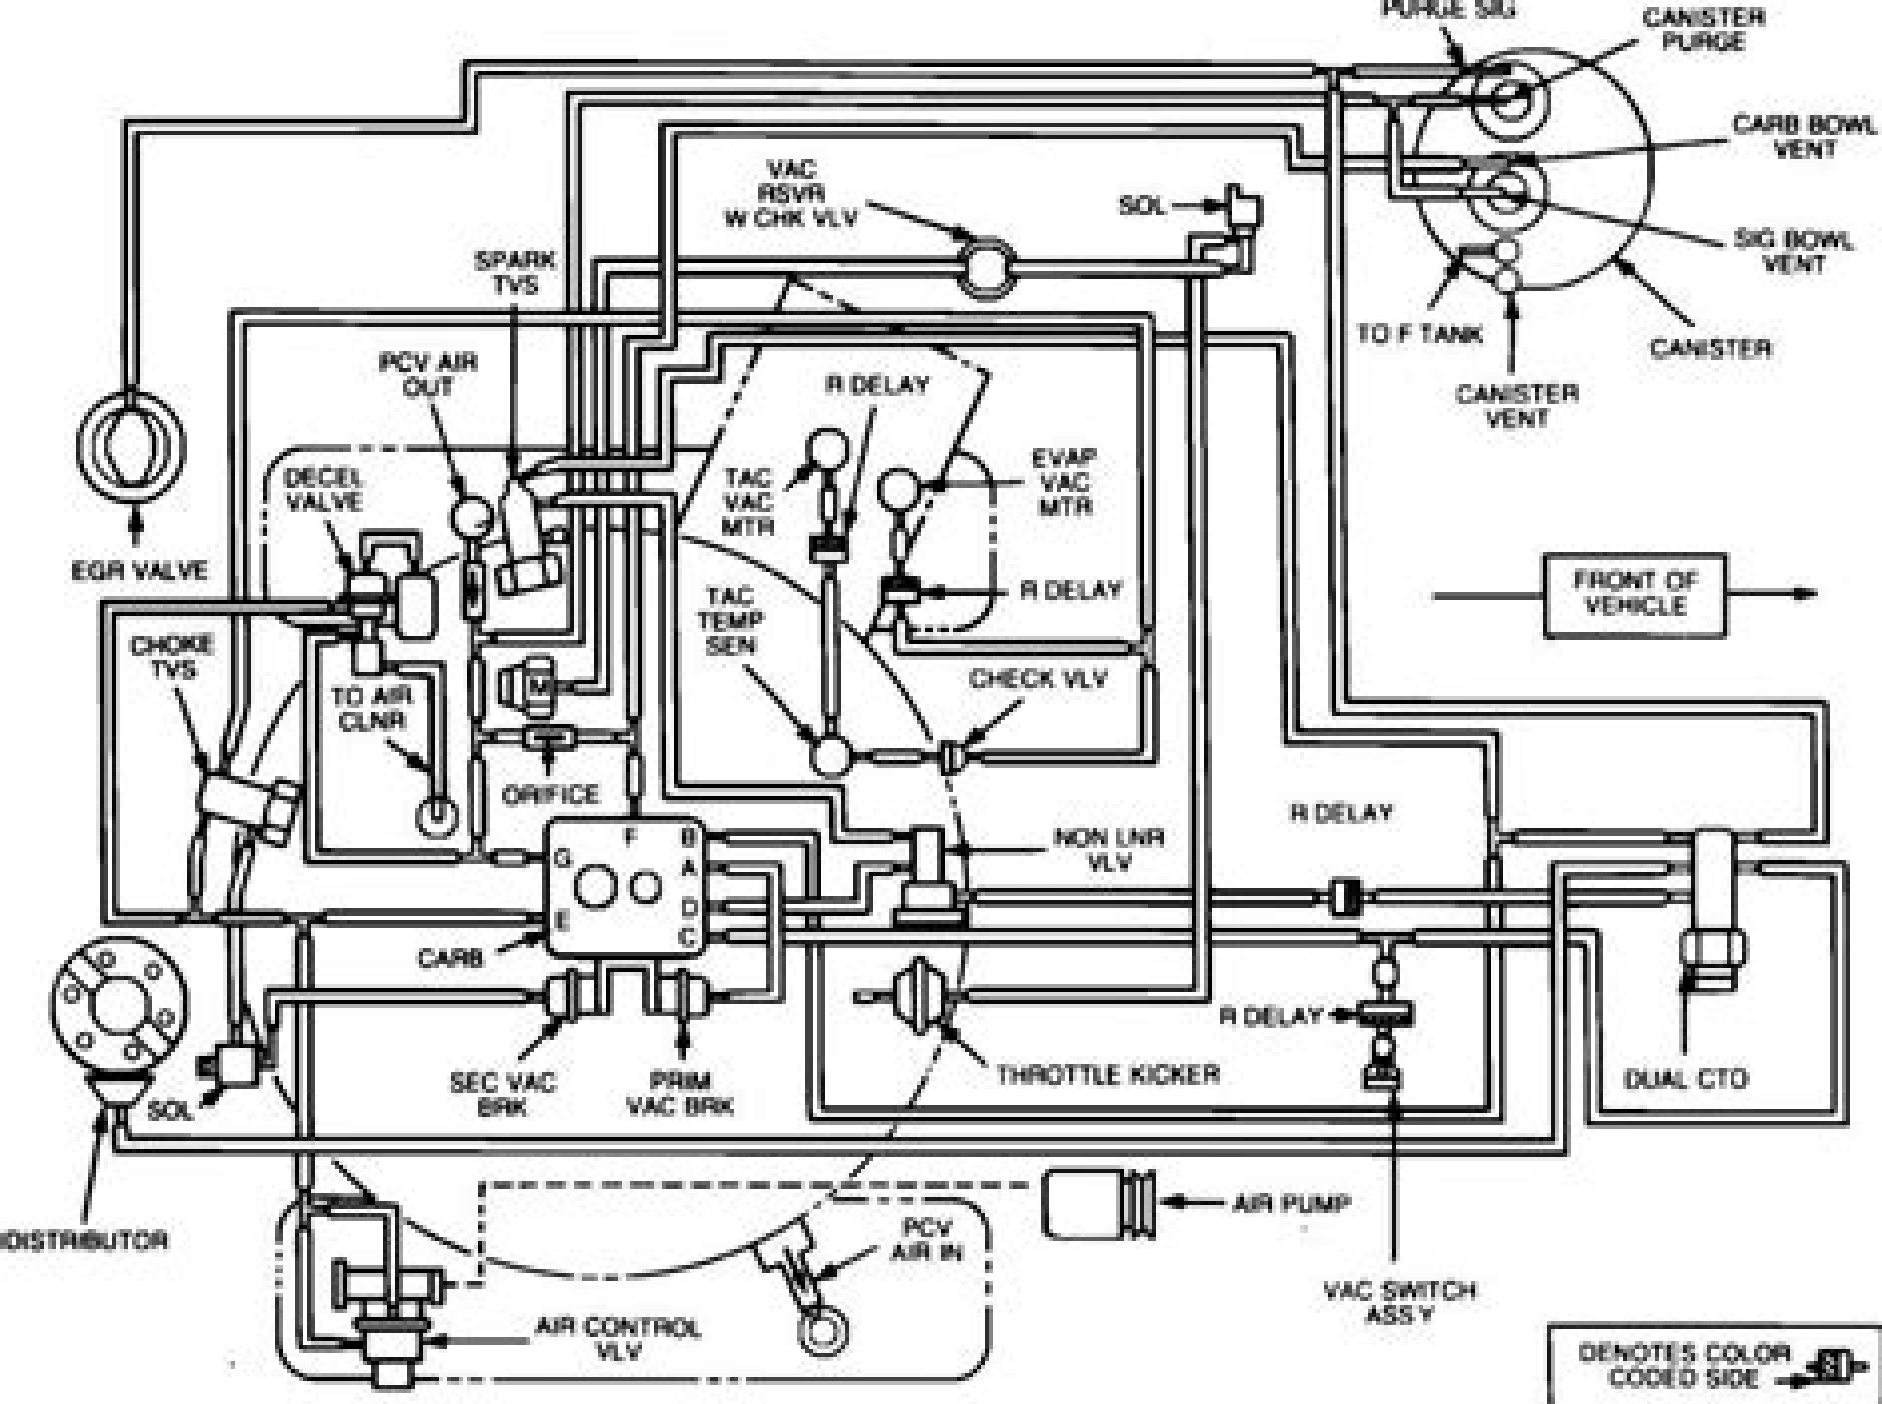 PURGE SIG
CANISTER
PURGE
CARB BOWL
VENT
VAC
RSVR
W CHK VLV
SOL
SIG BOWL
VENT
SPARK
TVS
TO F TANK
CANISTER
CANISTER
VENT
PCV AIR
OUT
R DELAY
DECEL
VALVE
TAC
VAC
MTR
EVAP
VAC
MTR
EGR VALVE
R DELAY
FRONT OF
VEHICLE
TAC
TEMP
SEN
CHOKE
TVS
TO AIR
CLNR
M
CHECK VLV
ORIFICE
R DELAY
F
B
G
A
D
E
C
NON LNR
VLV
CARB
R DELAY
SEC VAC
BRK
PRIM
VAC BRK
THROTTLE KICKER
DUAL CTO
SOL
DISTRIBUTOR
AIR PUMP
PCV
AIR IN
VAC SWITCH
ASSY
AIR CONTROL
VLV
DENOTES COLOR
CODED SIDE